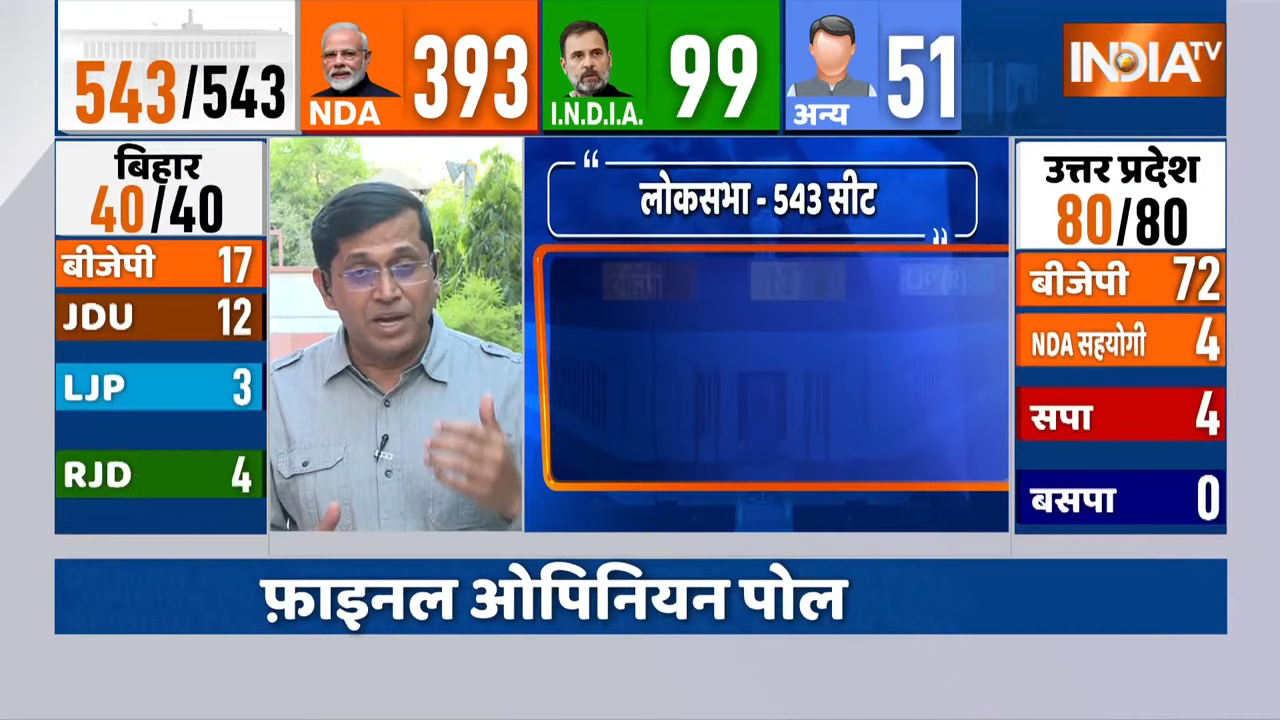 543/543
NDA 393
I.N.D.I.A. 99
अन्य 51
INDIA TV
बिहार
40/40
बीजेपी 17
JDU 12
LJP 3
RJD 4
“ लोकसभा - 543 सीट ”
उत्तर प्रदेश
80/80
बीजेपी 72
NDA सहयोगी 4
सपा 4
बसपा 0
फ़ाइनल ओपिनियन पोल